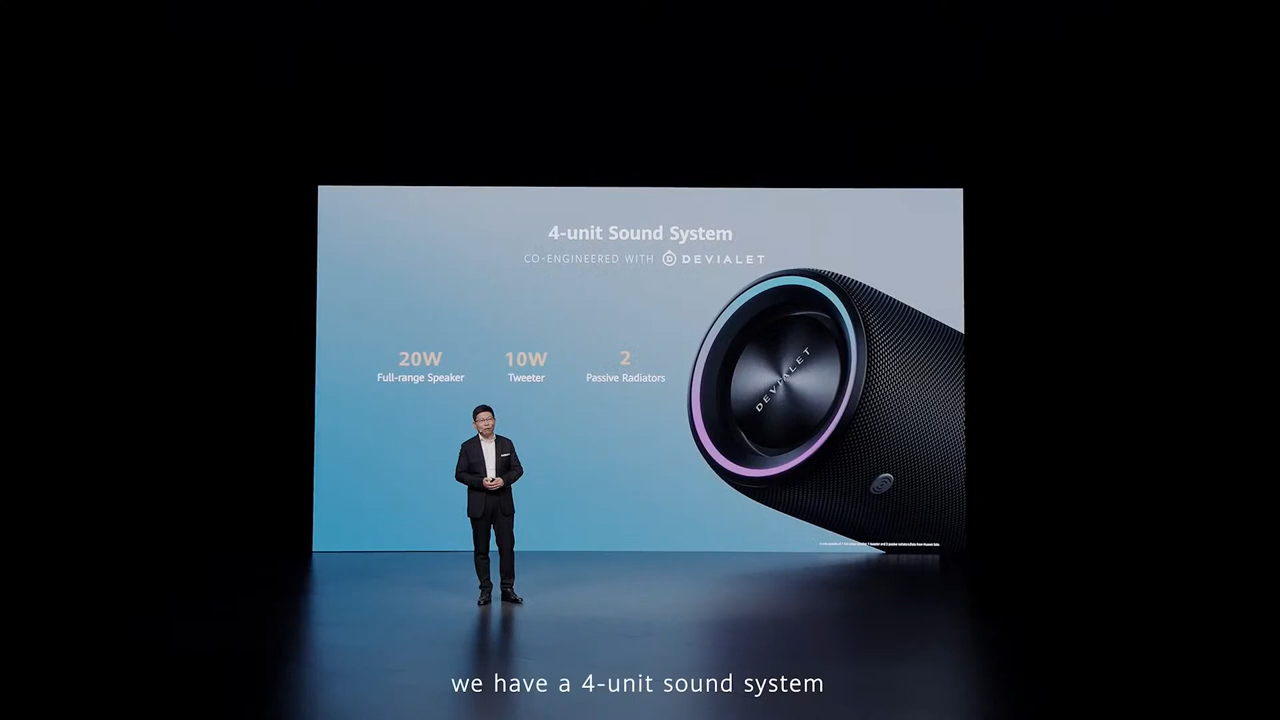 4-unit Sound System
CO-ENGINEERED WITH DEVIALET
20W
Full-range Speaker
10W
Tweeter
2
Passive Radiators
DEVIALET
we have a 4-unit sound system